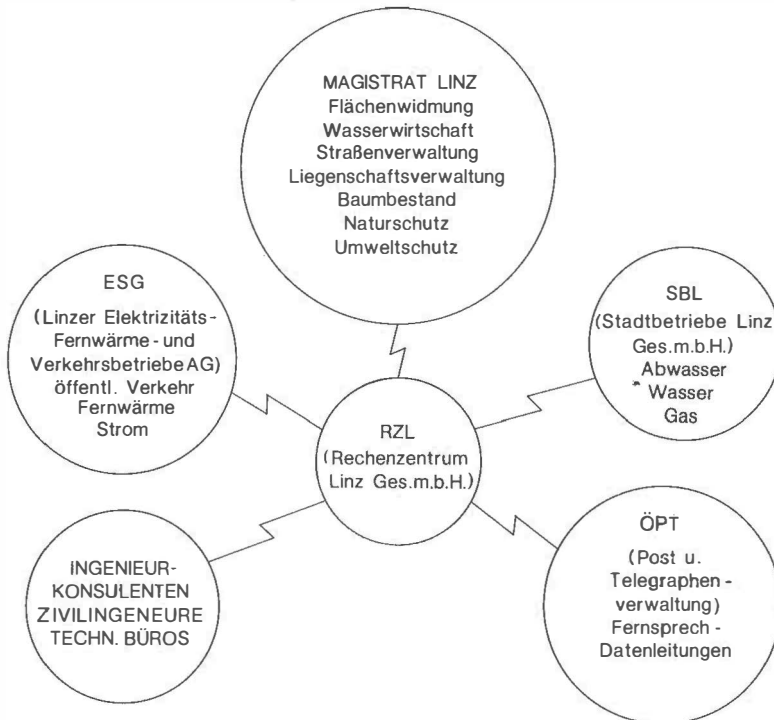 MAGISTRAT LINZ
Flächenwidmung
Wasserwirtschaft
Straßenverwaltung
Liegenschaftsverwaltung
Baumbestand
Naturschutz
Umweltschutz
ESG
(Linzer Elektrizitäts-
Fernwärme-und
Verkehrsbetriebe AG)
öffentl. Verkehr
Fernwärme
Strom
SBL
(Stadtbetriebe Linz
Ges.m.b.H.)
Abwasser
Wasser
Gas
RZL
(Rechenzentrum
Linz Ges.m.b.H.)
INGENIEUR-
KONSULENTEN
ZIVILINGENEURE
TECHN. BÜROS
ÖPT
(Post u.
Telegraphen-
verwaltung)
Fernsprech-
Datenleitungen